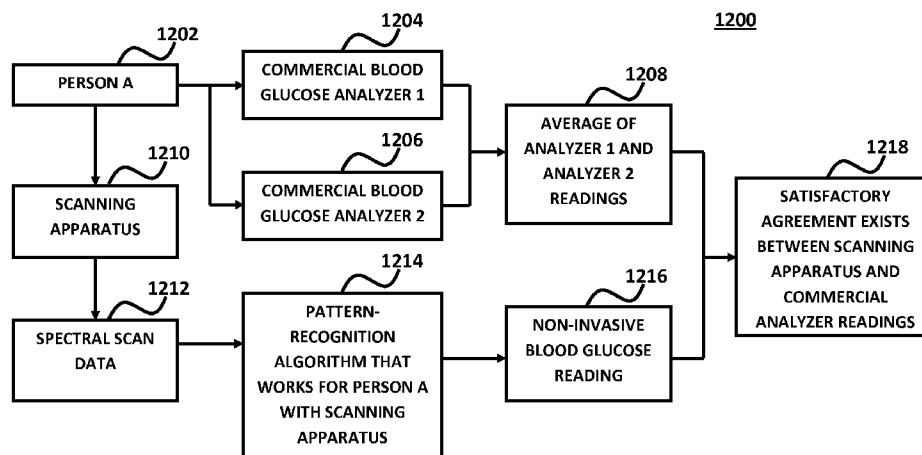 1200
1202
PERSON A
1204
COMMERCIAL BLOOD
GLUCOSE ANALYZER 1
1206
COMMERCIAL BLOOD
GLUCOSE ANALYZER 2
1208
AVERAGE OF
ANALYZER 1 AND
ANALYZER 2
READINGS
1210
SCANNING
APPARATUS
1212
SPECTRAL SCAN
DATA
1214
PATTERN-
RECOGNITION
ALGORITHM THAT
WORKS FOR PERSON A
WITH SCANNING
APPARATUS
1216
NON-INVASIVE
BLOOD GLUCOSE
READING
1218
SATISFACTORY
AGREEMENT EXISTS
BETWEEN SCANNING
APPARATUS AND
COMMERCIAL
ANALYZER READINGS